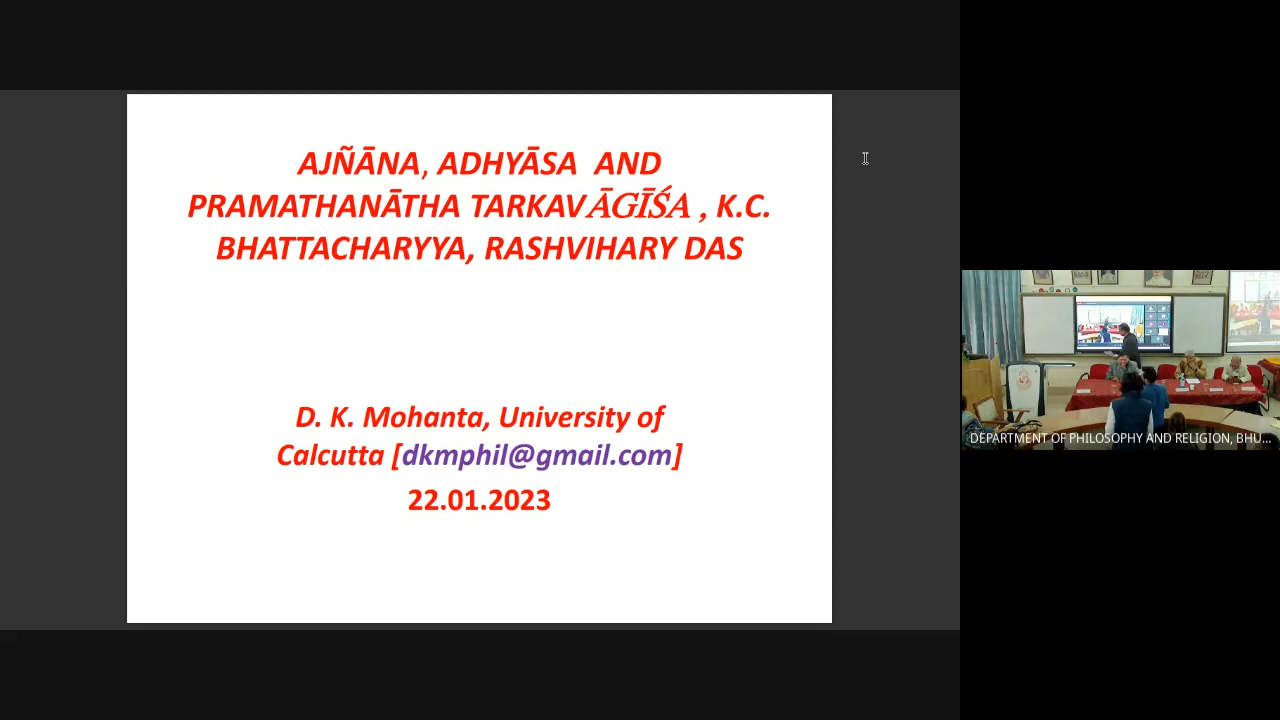 AJÑĀNA, ADHYĀSA AND
PRAMATHANĀTHA TARKAVĀGĪŚA , K.C.
BHATTACHARYYA, RASHVIHARY DAS
D. K. Mohanta, University of
Calcutta [dkmphil@gmail.com]
22.01.2023
DEPARTMENT OF PHILOSOPHY AND RELIGION, BHU...